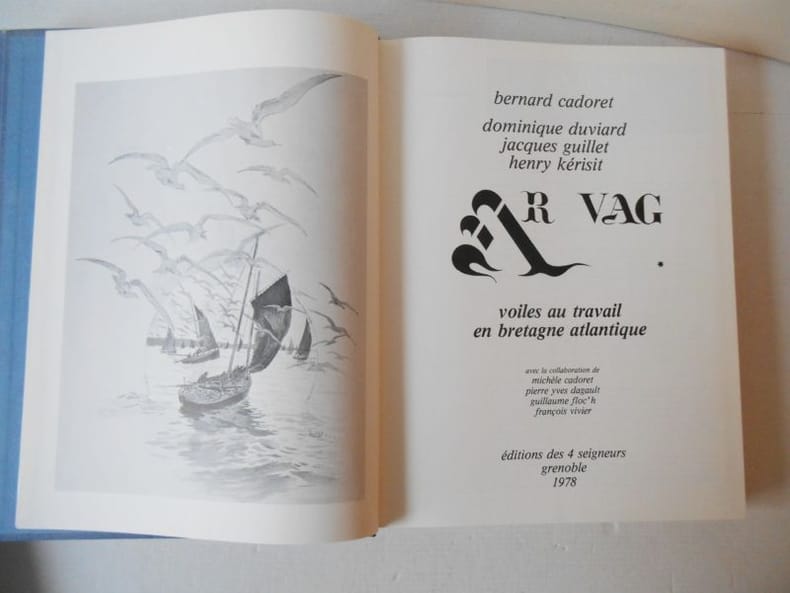 bernard cadoret
dominique duviard
jacques guillet
henry kérisit
AR VAG
*
voiles au travail
en bretagne atlantique
avec la collaboration de
michèle cadoret
pierre yves dagault
guillaume floc'h
françois vivier
éditions des 4 seigneurs
grenoble
1978